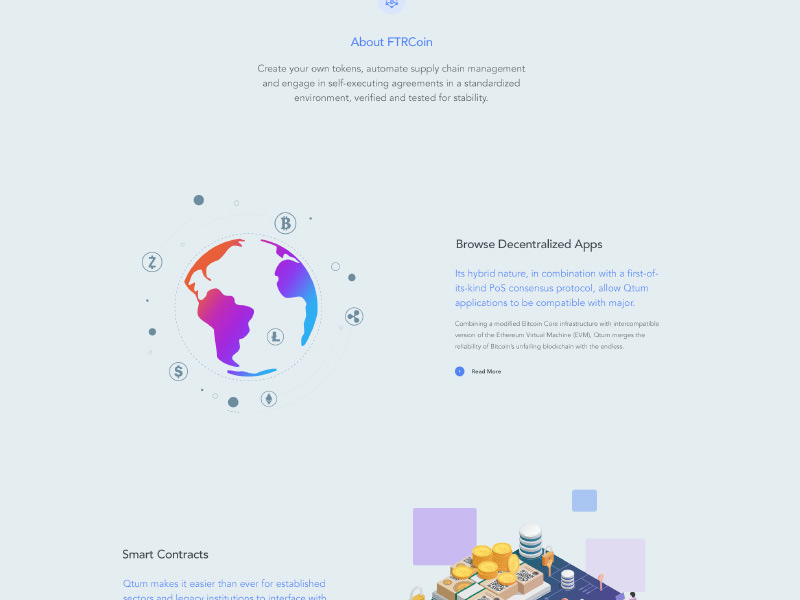 About FTRCoin
Create your own tokens, automate supply chain management
and engage in self-executing agreements in a standardized
environment, verified and tested for stability.
Browse Decentralized Apps
Its hybrid nature, in combination with a first-of-
its-kind PoS consensus protocol, allow Qtum
applications to be compatible with major.
Combining a modified Bitcoin Core infrastructure with intercompatible
version of the Ethereum Virtual Machine (EVM), Qtum merges the
reliability of Bitcoin's unfailing blockchain with the endless.
Read More
Smart Contracts
Qtum makes it easier than ever for established
sectors and legacy institutions to interface with